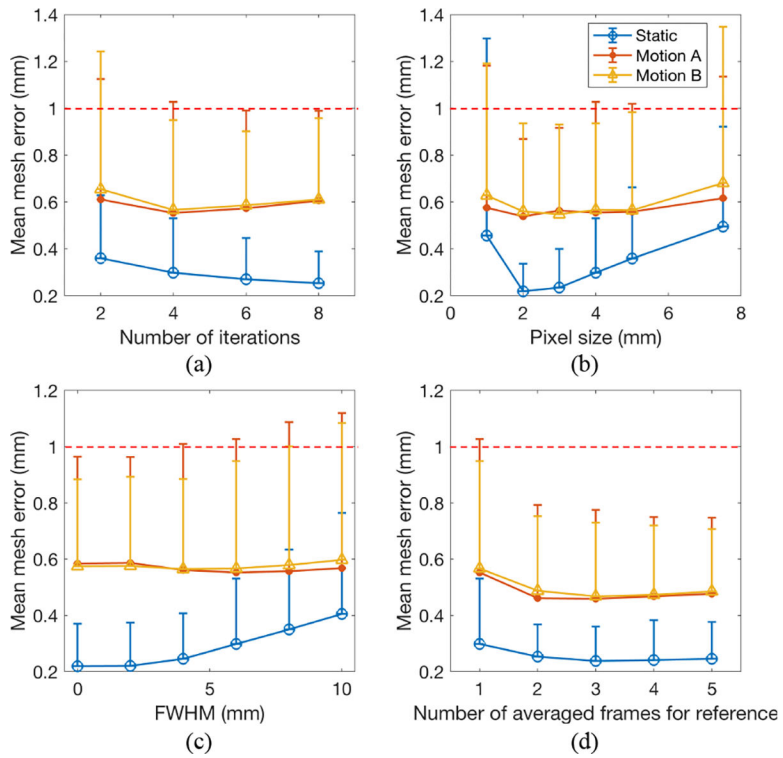 1.4
1.2
1
0.8
0.6
0.4
0.2
Mean mesh error (mm)
2 4 6 8
Number of iterations
(a)
1.4
1.2
1
0.8
0.6
0.4
0.2
Mean mesh error (mm)
Static
Motion A
Motion B
0 2 4 6 8
Pixel size (mm)
(b)
1.2
1
0.8
0.6
0.4
0.2
Mean mesh error (mm)
0 5 10
FWHM (mm)
(c)
1.2
1
0.8
0.6
0.4
0.2
Mean mesh error (mm)
1 2 3 4 5
Number of averaged frames for reference
(d)